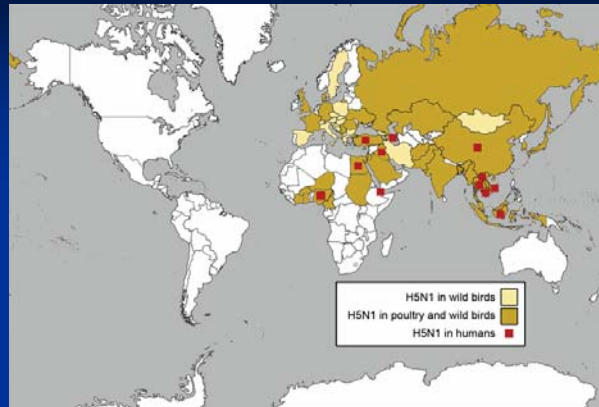 H5N1 in wild birds
H5N1 in poultry and wild birds
H5N1 in humans